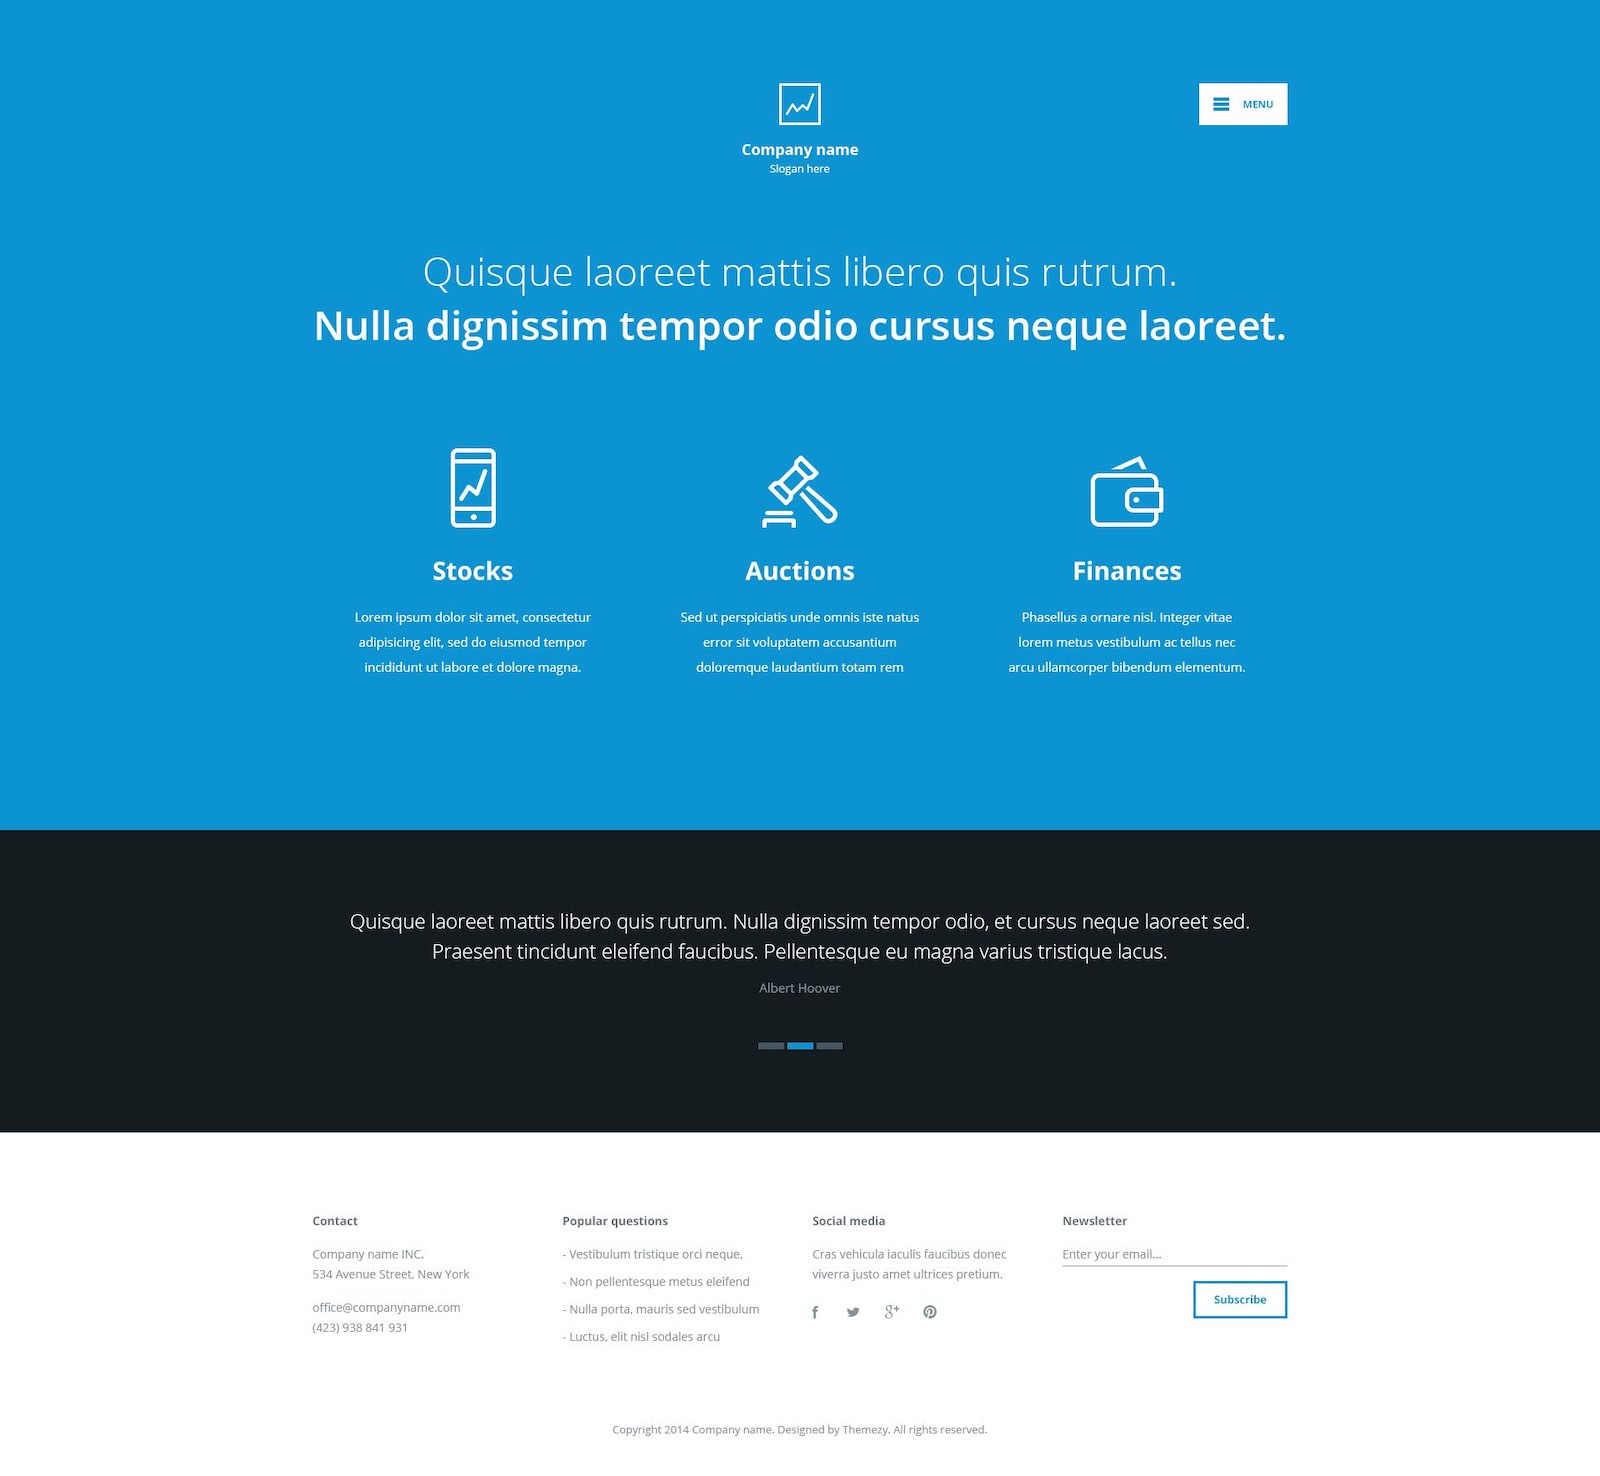 MENU
Company name
Slogan here
Quisque laoreet mattis libero quis rutrum.
Nulla dignissim tempor odio cursus neque laoreet.
Stocks
Lorem ipsum dolor sit amet, consectetur
adipisicing elit, sed do eiusmod tempor
incididunt ut labore et dolore magna.
Auctions
Sed ut perspiciatis unde omnis iste natus
error sit voluptatem accusantium
doloremque laudantium totam rem
Finances
Phasellus a ornare nisl. Integer vitae
lorem metus vestibulum ac tellus nec
arcu ullamcorper bibendum elementum.
Quisque laoreet mattis libero quis rutrum. Nulla dignissim tempor odio, et cursus neque laoreet sed.
Praesent tincidunt eleifend faucibus. Pellentesque eu magna varius tristique lacus.
Albert Hoover
Contact
Company name INC.
534 Avenue Street, New York
office@companyname.com
(423) 938 841 931
Popular questions
- Vestibulum tristique orci neque,
- Non pellentesque metus eleifend
- Nulla porta, mauris sed vestibulum
- Luctus, elit nisl sodales arcu
Social media
Cras vehicula iaculis faucibus donec
viverra justo amet ultrices pretium.
Newsletter
Enter your email...
Subscribe
Copyright 2014 Company name. Designed by Themezy. All rights reserved.